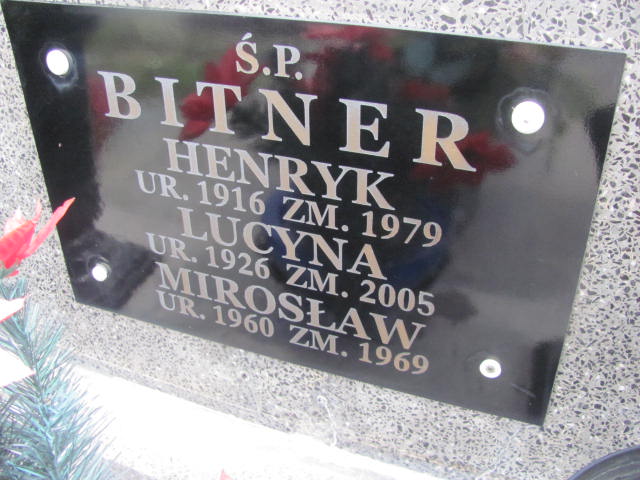 Ś.P.
BITNER
HENRYK
UR. 1916 ZM. 1979
LUCYNA
UR. 1926 ZM. 2005
MIROSŁAW
UR. 1960 ZM. 1969